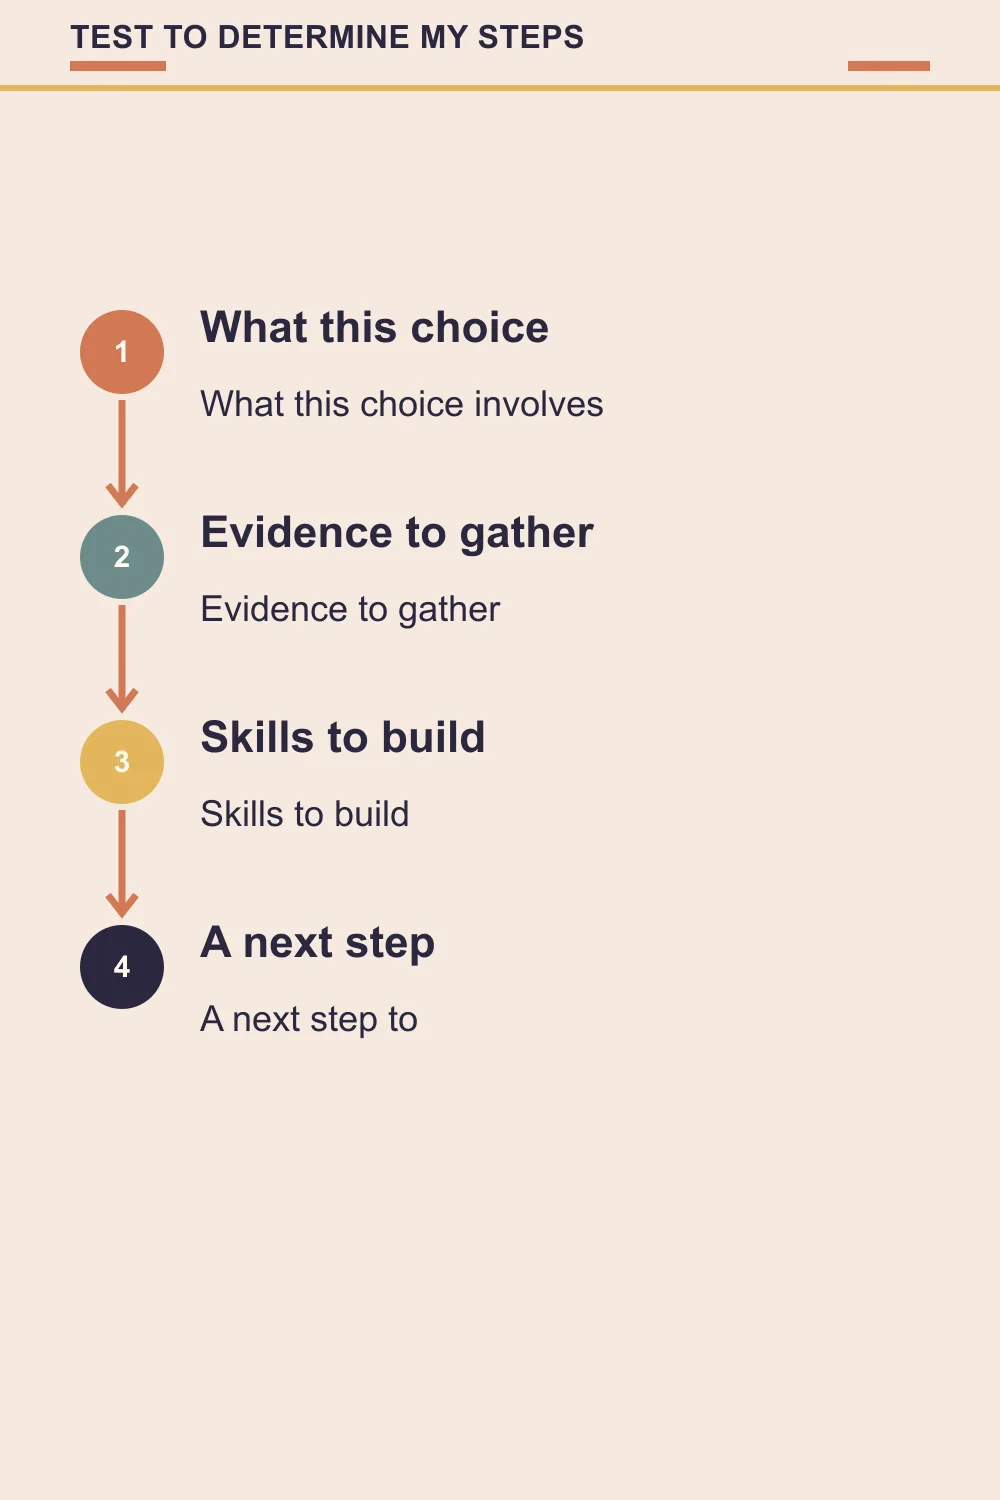 TEST TO DETERMINE MY STEPS
1
What this choice
What this choice involves
2
Evidence to gather
Evidence to gather
3
Skills to build
Skills to build
4
A next step
A next step to